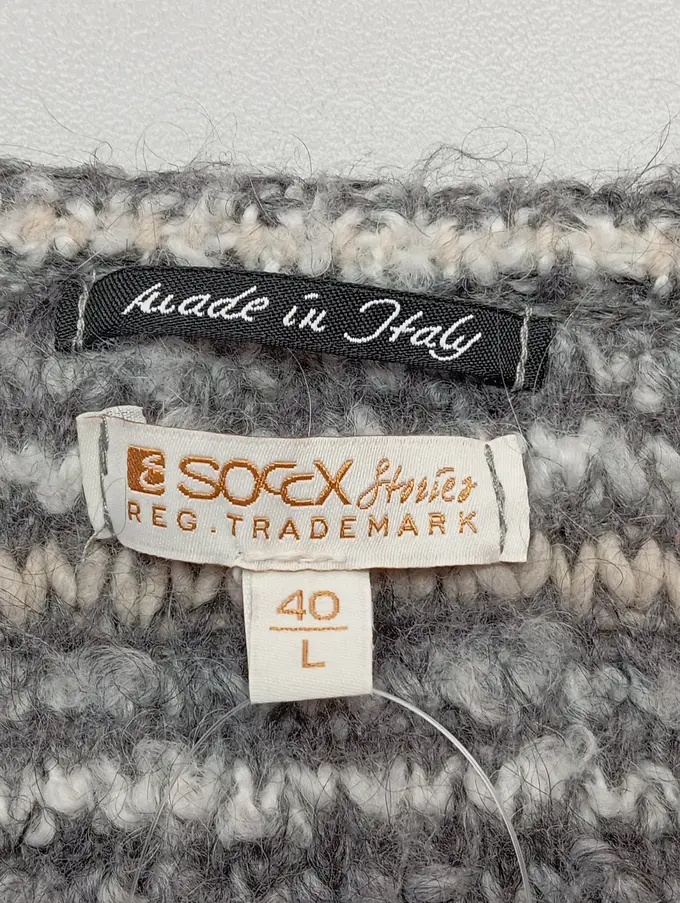 made in Italy
SOCCX Stories
REG. TRADEMARK
40
L